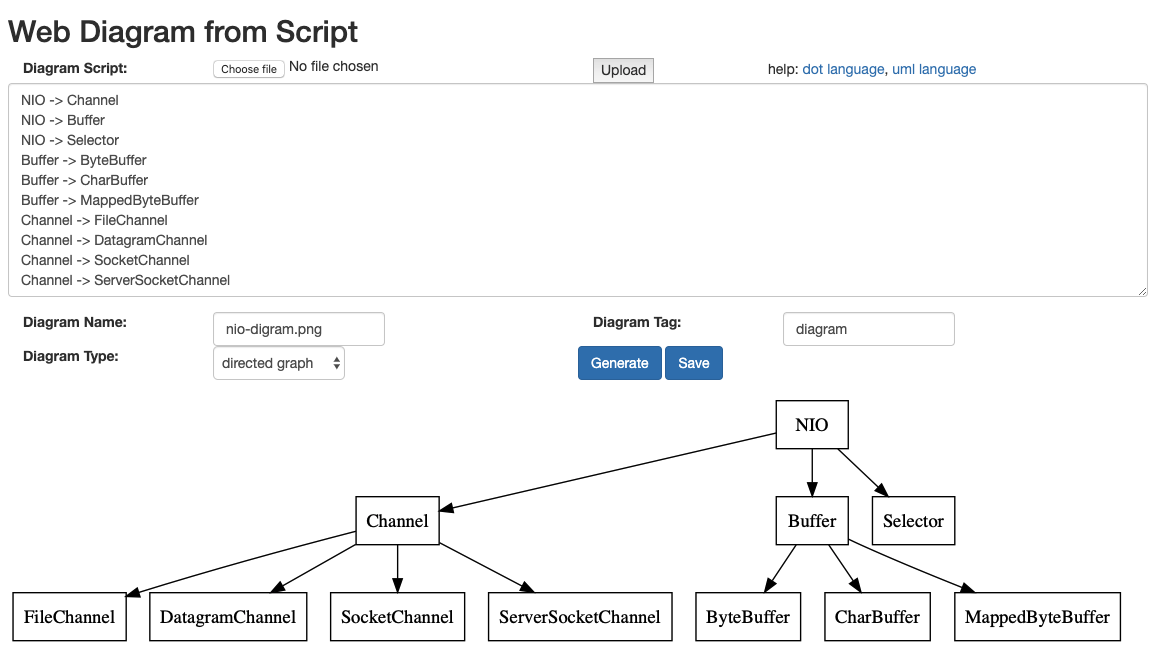 Web Diagram from Script
Diagram Script: Choose file No file chosen Upload help: dot language, uml language
NIO -> Channel
NIO -> Buffer
NIO -> Selector
Buffer -> ByteBuffer
Buffer -> CharBuffer
Buffer -> MappedByteBuffer
Channel -> FileChannel
Channel -> DatagramChannel
Channel -> SocketChannel
Channel -> ServerSocketChannel
Diagram Name: nio-digram.png Diagram Tag: diagram
Diagram Type: directed graph Generate Save
NIO
Channel Buffer Selector
FileChannel DatagramChannel SocketChannel ServerSocketChannel ByteBuffer CharBuffer MappedByteBuffer